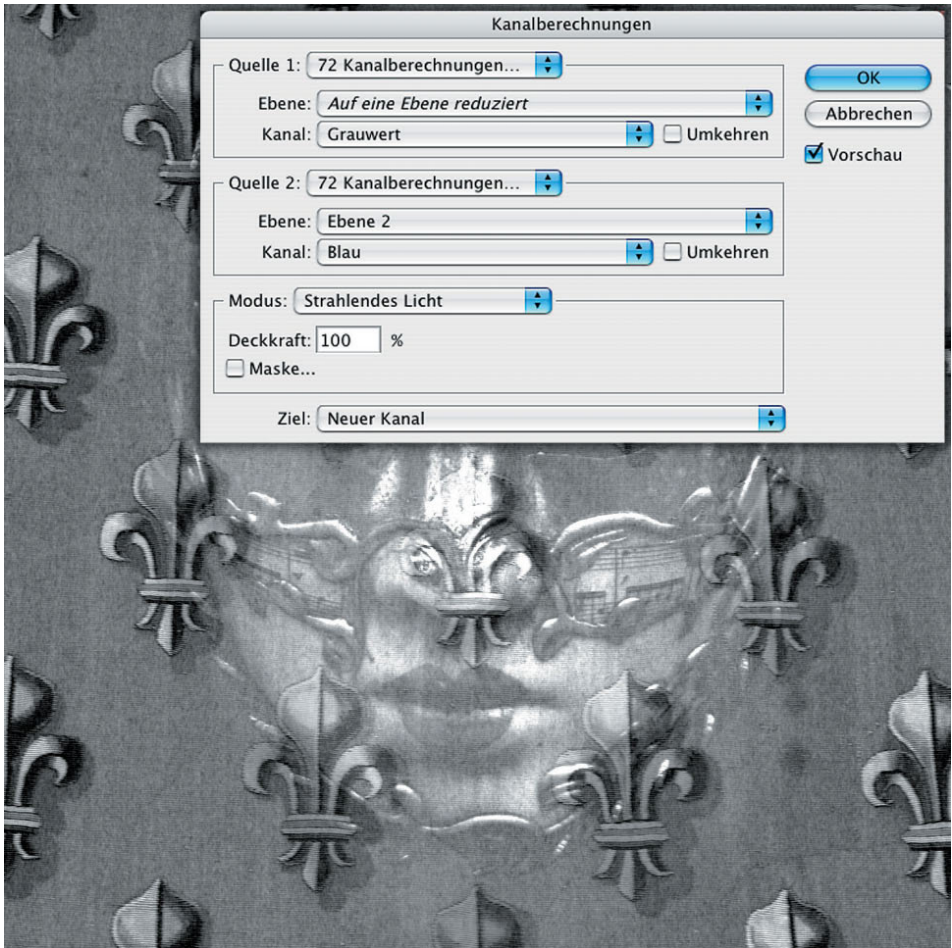 Kanalberechnungen
Quelle 1: 72 Kanalberechnungen...
OK
Ebene: Auf eine Ebene reduziert
Abbrechen
Kanal: Grauwert Umkehren
Vorschau
Quelle 2: 72 Kanalberechnungen...
Ebene: Ebene 2
Kanal: Blau Umkehren
Modus: Strahlendes Licht
Deckkraft: 100 %
Maske...
Ziel: Neuer Kanal